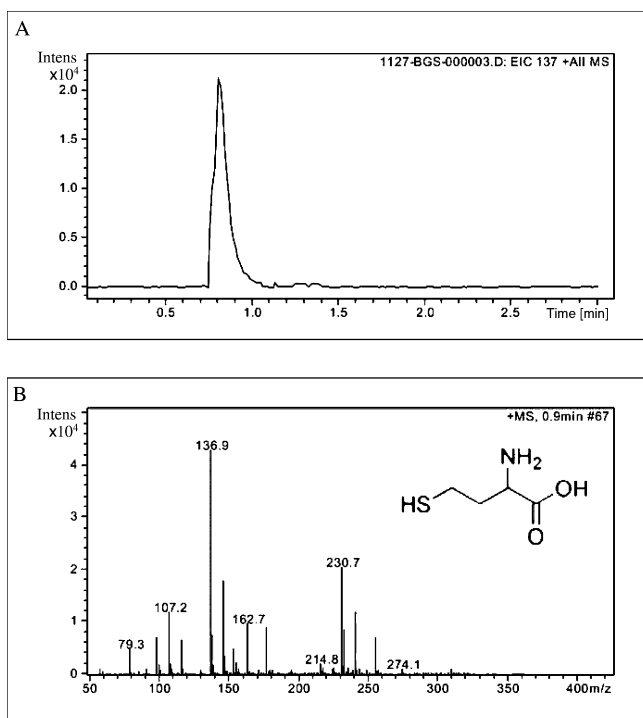 A
Intens
x10⁴
1127-BGS-000003.D: EIC 137 +All MS
2.0
1.5
1.0
0.5
0.0
0.5 1.0 1.5 2.0 2.5 Time [min]
B
Intens
x10⁴
+MS, 0.9min #67
4
3
2
1
0
136.9
230.7
107.2
162.7
79.3
214.8
274.1
NH₂
HS
OH
O
50 100 150 200 250 300 350 400m/z